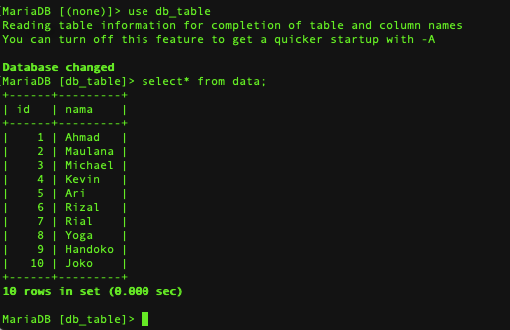 MariaDB [(none)]> use db_table
Reading table information for completion of table and column names
You can turn off this feature to get a quicker startup with -A

Database changed
MariaDB [db_table]> select* from data;
+------+---------+
| id   | nama    |
+------+---------+
|    1 | Ahmad   |
|    2 | Maulana |
|    3 | Michael |
|    4 | Kevin   |
|    5 | Ari     |
|    6 | Rizal   |
|    7 | Rial    |
|    8 | Yoga    |
|    9 | Handoko |
|   10 | Joko    |
+------+---------+
10 rows in set (0.000 sec)

MariaDB [db_table]>